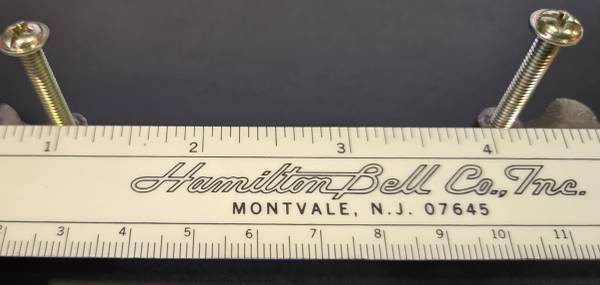 1 2 3 4
Hamilton Bell Co., Inc.
MONTVALE, N.J. 07645
2 3 4 5 6 7 8 9 10 11